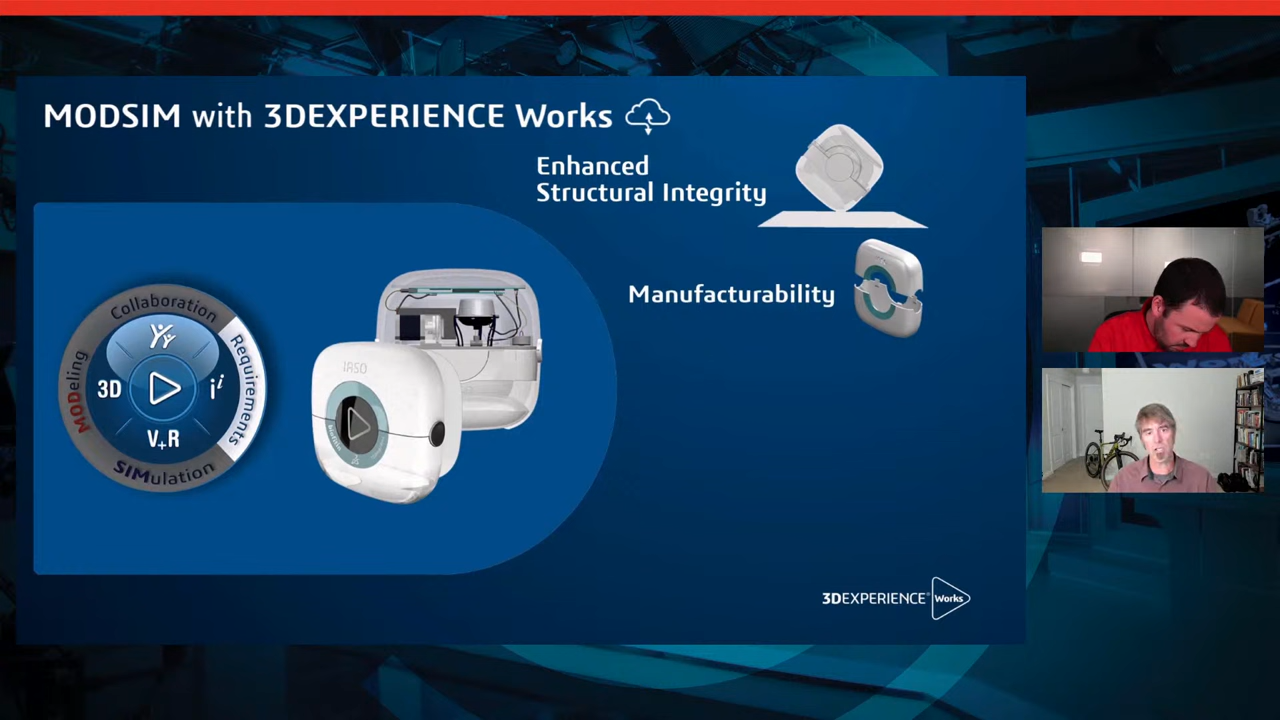 MODSIM with 3DEXPERIENCE Works
Enhanced
Structural Integrity
Manufacturability
Collaboration
Requirements
MODeling
SIMulation
3D
i i
V+R
IASO
3DEXPERIENCE® Works